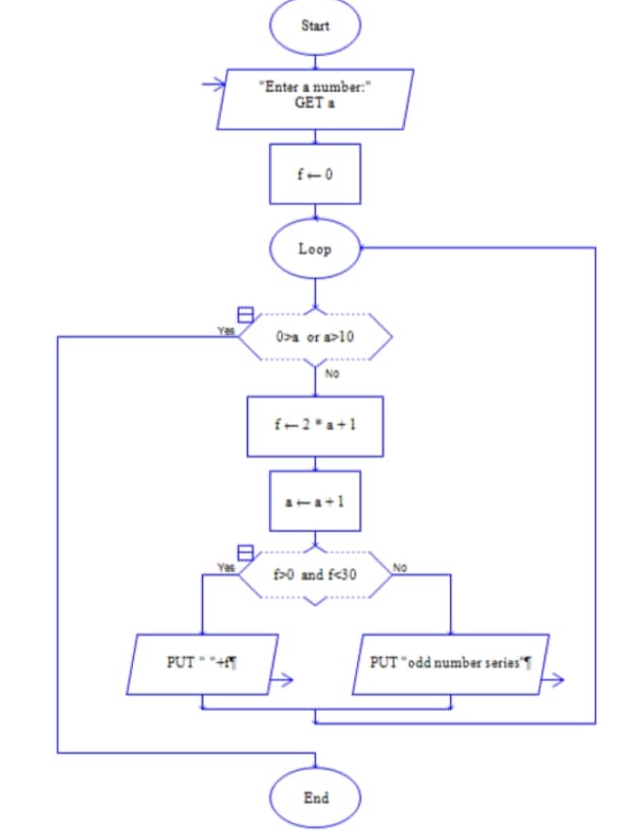 Start
"Enter a number:"
GET a
f ← 0
Loop
0>a or a>10
Yes
No
f ← 2 * a + 1
a ← a + 1
f>0 and f<30
Yes
No
PUT " "+f¶
PUT "odd number series"¶
End